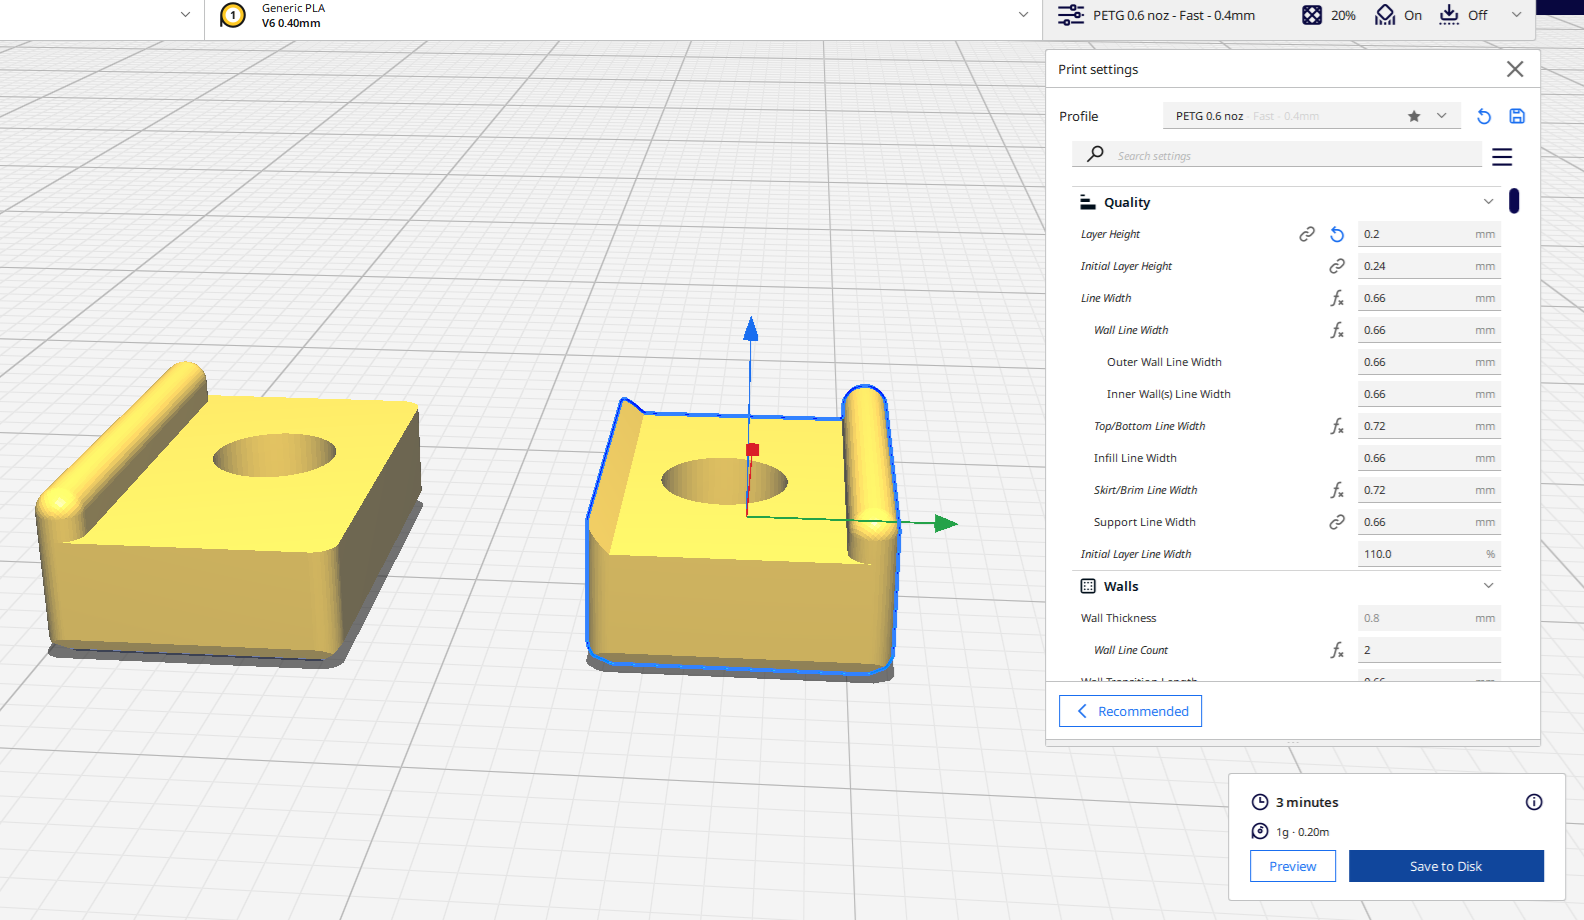 1
Generic PLA
V6 0.40mm
PETG 0.6 noz - Fast - 0.4mm
20%
On
Off
Print settings
Profile
PETG 0.6 noz - Fast - 0.4mm
Search settings
Quality
Layer Height 0.2 mm
Initial Layer Height 0.24 mm
Line Width 0.66 mm
Wall Line Width 0.66 mm
Outer Wall Line Width 0.66 mm
Inner Wall(s) Line Width 0.66 mm
Top/Bottom Line Width 0.72 mm
Infill Line Width 0.66 mm
Skirt/Brim Line Width 0.72 mm
Support Line Width 0.66 mm
Initial Layer Line Width 110.0 %
Walls
Wall Thickness 0.8 mm
Wall Line Count 2
Wall Transition Length 0.66 mm
Recommended
3 minutes
1g · 0.20m
Preview
Save to Disk